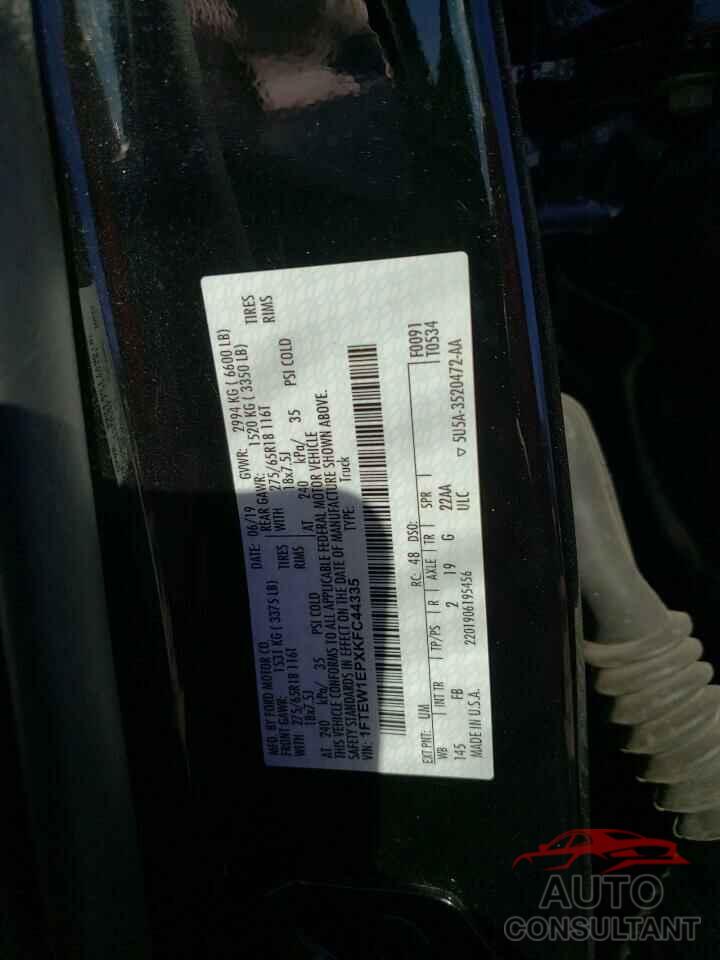 MFD. BY FORD MOTOR CO.
DATE: 06/19 GVWR: 2994 KG ( 6600 LB)
FRONT GAWR: 1531 KG ( 3375 LB) REAR GAWR: 1520 KG ( 3350 LB)
WITH 275/65R18 116T TIRES WITH 275/65R18 116T TIRES
18x7.5J RIMS 18x7.5J RIMS
AT 240 kPa/ 35 PSI COLD AT 240 kPa/ 35 PSI COLD
THIS VEHICLE CONFORMS TO ALL APPLICABLE FEDERAL MOTOR VEHICLE
SAFETY STANDARDS IN EFFECT ON THE DATE OF MANUFACTURE SHOWN ABOVE.
VIN: 1FTEW1EPXKFC44335 TYPE: Truck
F0091
EXT PNT: UM RC: 48 DSO: T0534
WB INT TR TP/PS R AXLE TR SPR
145 FB 2 19 G 22AA
MADE IN U.S.A. 2201906195456 ULC ▽ 5U5A-3520472-AA
AUTO
CONSULTANT